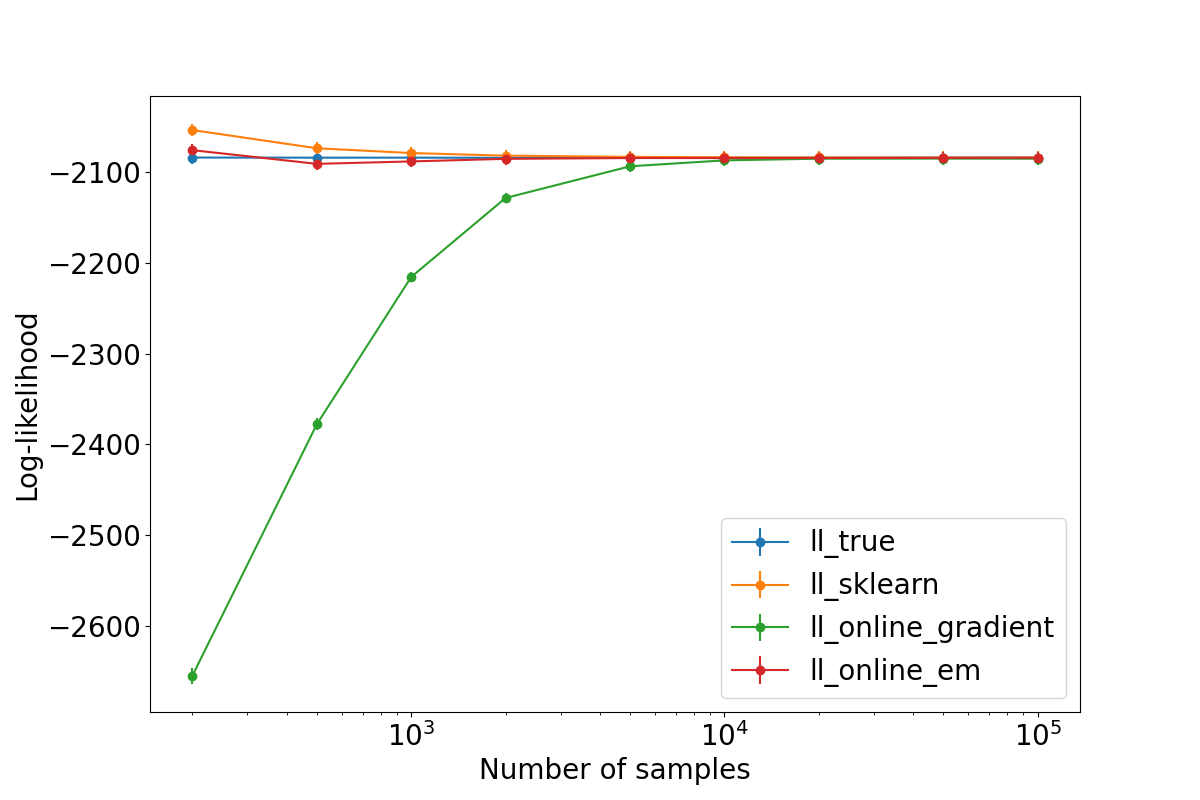 Log-likelihood
−2100
−2200
−2300
−2400
−2500
−2600
ll_true
ll_sklearn
ll_online_gradient
ll_online_em
10³
10⁴
10⁵
Number of samples